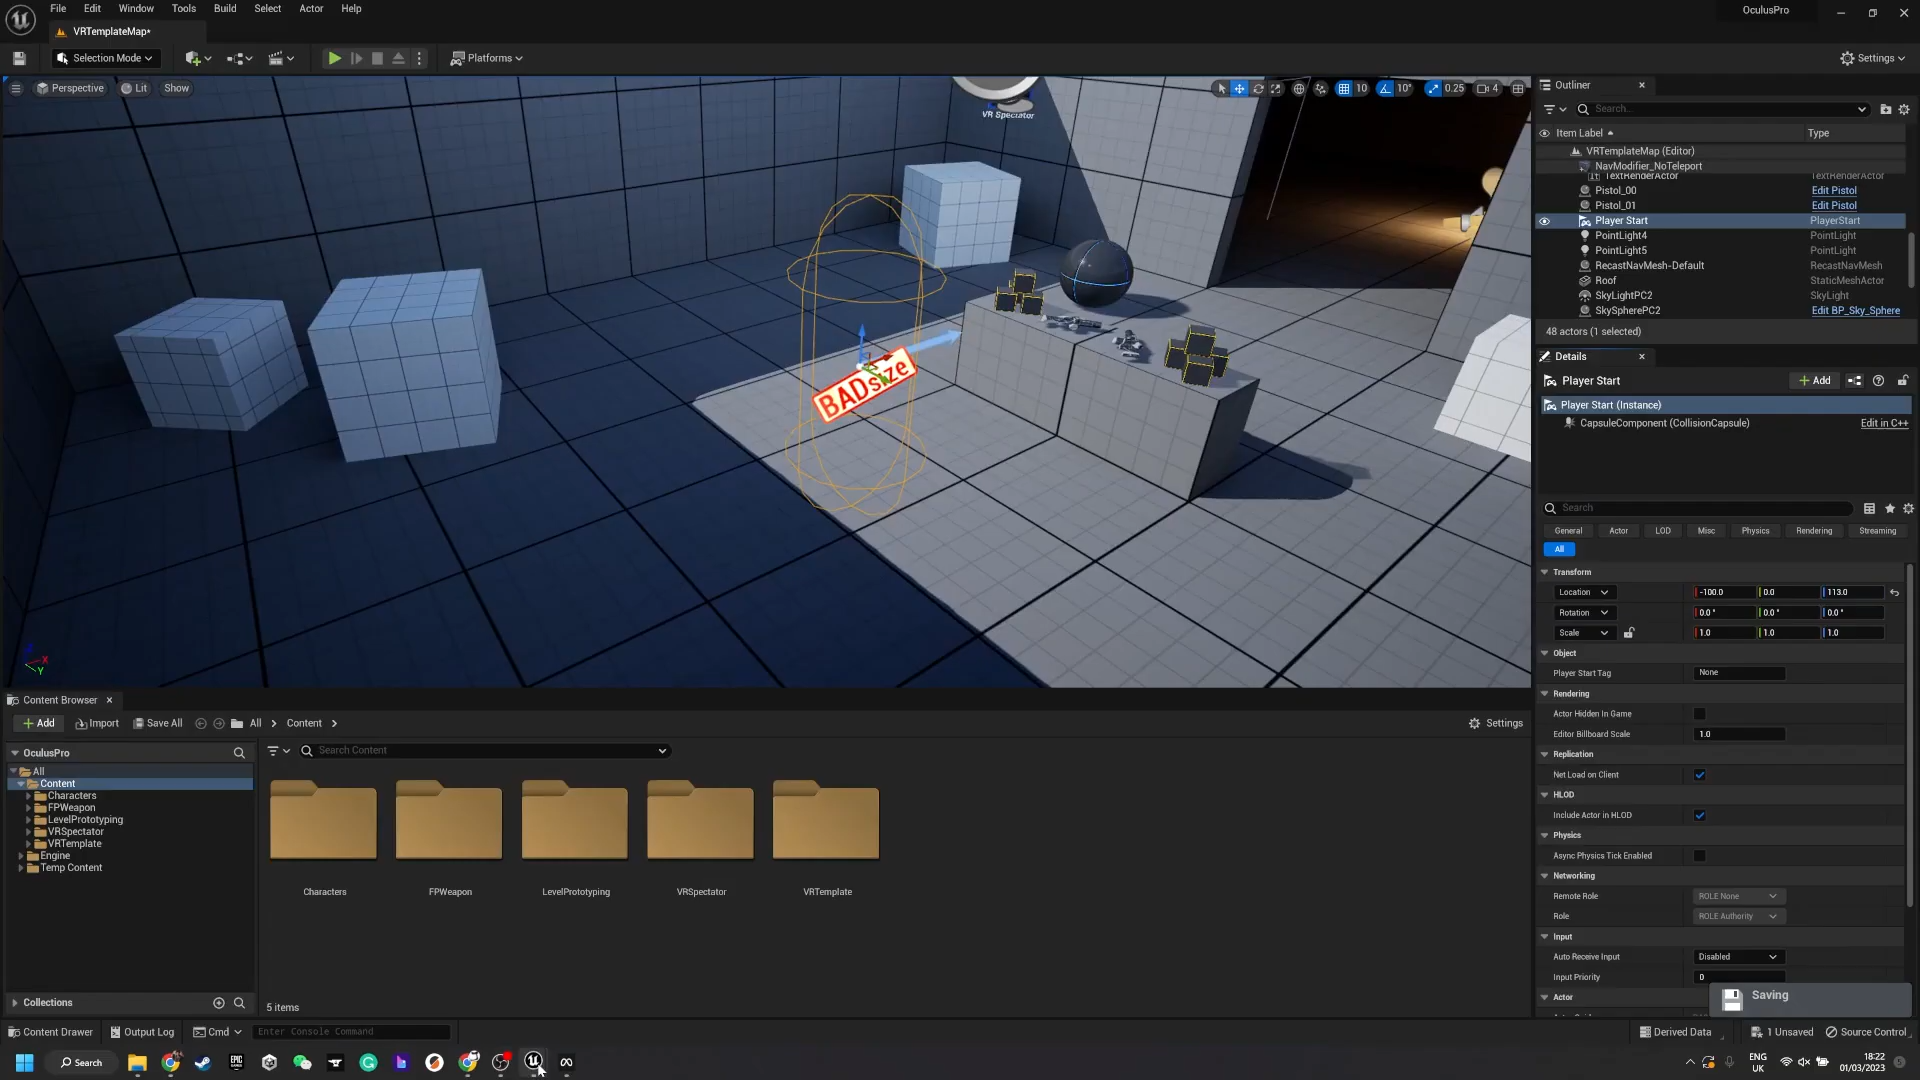 File Edit Window Tools Build Select Actor Help
OculusPro
VRTemplateMap*
Selection Mode
Platforms
Settings
Perspective Lit Show
10 10° 0.25 4
VR Spectator
BADsize
Outliner
Search...
Item Label Type
VRTemplateMap (Editor)
NavModifier_NoTeleport
TextRenderActor TextRenderActor
Pistol_00 Edit Pistol
Pistol_01 Edit Pistol
Player Start PlayerStart
PointLight4 PointLight
PointLight5 PointLight
RecastNavMesh-Default RecastNavMesh
Roof StaticMeshActor
SkyLightPC2 SkyLight
SkySpherePC2 Edit BP_Sky_Sphere
48 actors (1 selected)
Details
Player Start
Add
Player Start (Instance)
CapsuleComponent (CollisionCapsule) Edit in C++
Search
General Actor LOD Misc Physics Rendering Streaming
All
Transform
Location -100.0 0.0 113.0
Rotation 0.0° 0.0° 0.0°
Scale 1.0 1.0 1.0
Object
Player Start Tag None
Rendering
Actor Hidden In Game
Editor Billboard Scale 1.0
Replication
Net Load on Client
HLOD
Include Actor in HLOD
Physics
Async Physics Tick Enabled
Networking
Remote Role ROLE None
Role ROLE Authority
Input
Auto Receive Input Disabled
Input Priority 0
Actor
Saving
X
Y
Content Browser
Add Import Save All All Content
Settings
OculusPro
Search Content
All
Content
Characters
FPWeapon
LevelPrototyping
VRSpectator
VRTemplate
Engine
Temp Content
Characters FPWeapon LevelPrototyping VRSpectator VRTemplate
Collections
5 items
Content Drawer Output Log Cmd Enter Console Command
Derived Data 1 Unsaved Source Control
Search
EPIC
ENG
UK
18:22
01/03/2023